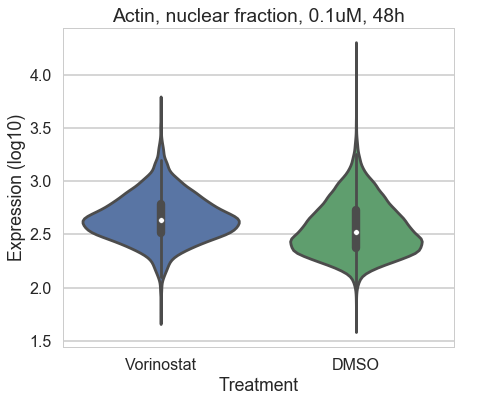 Actin, nuclear fraction, 0.1uM, 48h
Expression (log10)
4.0
3.5
3.0
2.5
2.0
1.5
Vorinostat
DMSO
Treatment